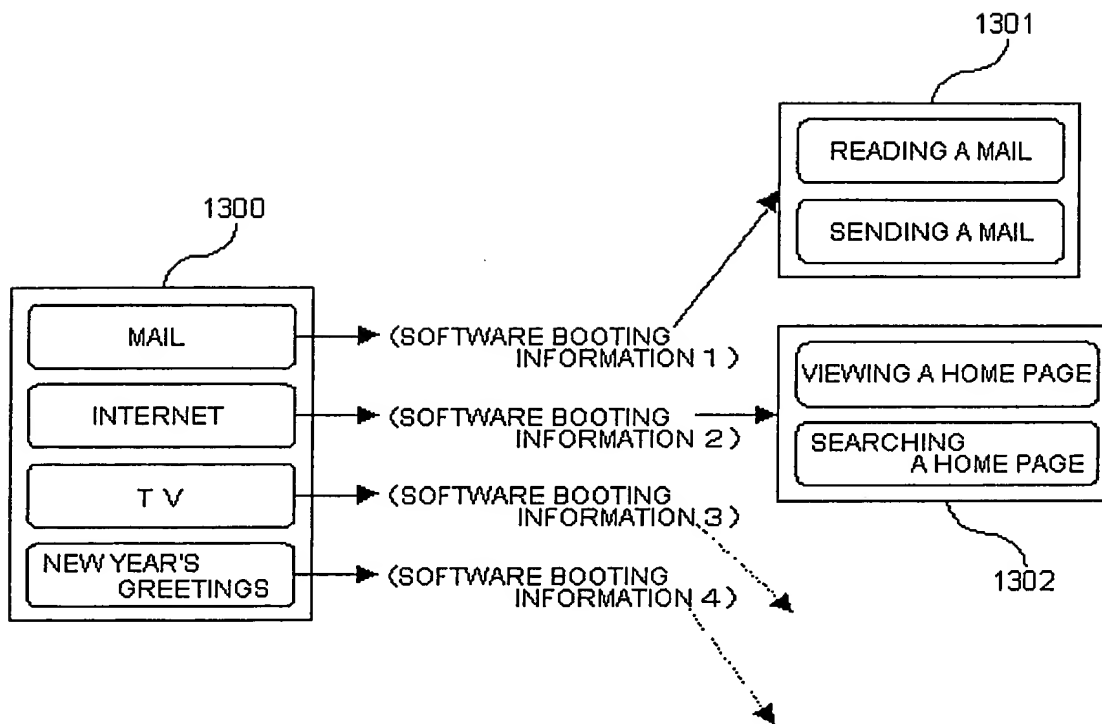 1301
READING A MAIL
SENDING A MAIL
1300
MAIL
(SOFTWARE BOOTING
INFORMATION 1)
INTERNET
(SOFTWARE BOOTING
INFORMATION 2)
VIEWING A HOME PAGE
SEARCHING
A HOME PAGE
TV
(SOFTWARE BOOTING
INFORMATION 3)
NEW YEAR'S
GREETINGS
(SOFTWARE BOOTING
INFORMATION 4)
1302